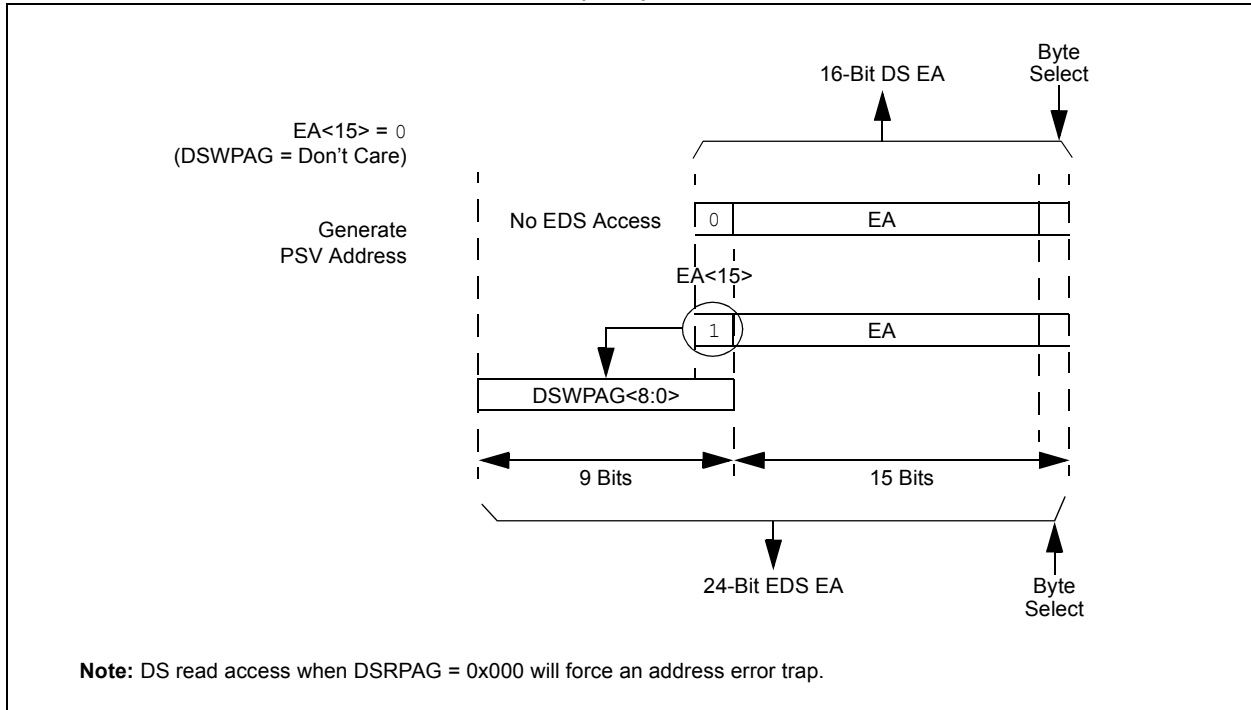 16-Bit DS EA
Byte
Select
EA<15> = 0
(DSWPAG = Don't Care)
Generate
PSV Address
No EDS Access
0
EA
EA<15>
1
EA
DSWPAG<8:0>
9 Bits
15 Bits
24-Bit EDS EA
Byte
Select
Note: DS read access when DSRPAG = 0x000 will force an address error trap.